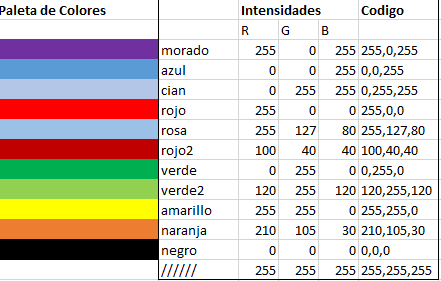 Paleta de Colores Intensidades Codigo
R G B
morado 255 0 255 255,0,255
azul 0 0 255 0,0,255
cian 0 255 255 0,255,255
rojo 255 0 0 255,0,0
rosa 255 127 80 255,127,80
rojo2 100 40 40 100,40,40
verde 0 255 0 0,255,0
verde2 120 255 120 120,255,120
amarillo 255 255 0 255,255,0
naranja 210 105 30 210,105,30
negro 0 0 0 0,0,0
////// 255 255 255 255,255,255